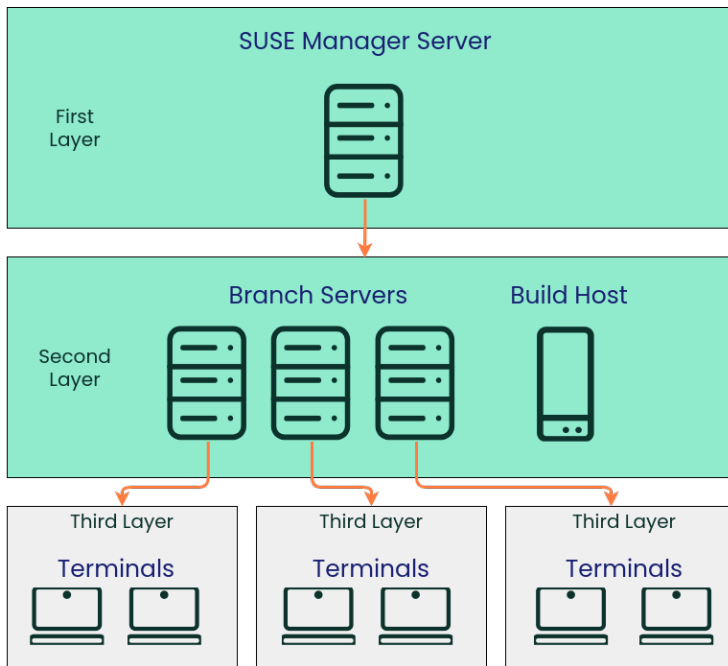 SUSE Manager Server
First
Layer
Branch Servers
Build Host
Second
Layer
Third Layer
Terminals
Third Layer
Terminals
Third Layer
Terminals